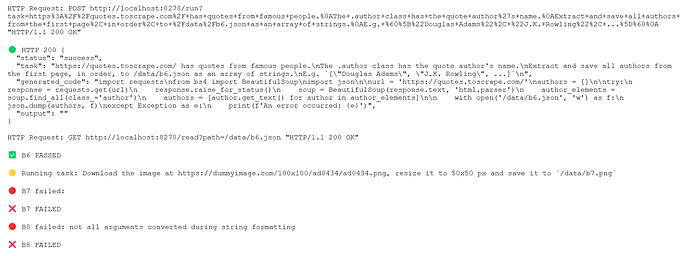 HTTP Request: POST http://localhost:8278/run?
task=https%3A%2F%2Fquotes.toscrape.com%2F+has+quotes+from+famous+people.%0AThe+.author+class+has+the+quote+author%27s+name.%0AExtract+and+save+all+authors+
from+the+first+page%2C+in+order%2C+to+%2Fdata%2Fb6.json+as+an+array+of+strings.%0AE.g.+%60%5B%22Douglas+Adams%22%2C+%22J.K.+Rowling%22%2C+...%5D%60%0A
"HTTP/1.1 200 OK"
HTTP 200 {
"status": "success",
"task": "https://quotes.toscrape.com/ has quotes from famous people.\nThe .author class has the quote author's name.\nExtract and save all authors from
the first page, in order, to /data/b6.json as an array of strings.\nE.g. `[\"Douglas Adams\", \"J.K. Rowling\", ...]`\n",
"generated_code": "import requests\nfrom bs4 import BeautifulSoup\nimport json\n\nurl = 'https://quotes.toscrape.com/'\nauthors = []\n\ntry:\n
response = requests.get(url)\n    response.raise_for_status()\n    soup = BeautifulSoup(response.text, 'html.parser')\n    author_elements =
soup.find_all(class_='author')\n    authors = [author.get_text() for author in author_elements]\n\n    with open('/data/b6.json', 'w') as f:\n
json.dump(authors, f)\nexcept Exception as e:\n    print(f'An error occurred: {e}')",
"output": ""
}
HTTP Request: GET http://localhost:8278/read?path=/data/b6.json "HTTP/1.1 200 OK"
B6 PASSED
Running task: Download the image at https://dummyimage.com/100x100/ad0434/ad0434.png, resize it to 50x50 px and save it to `/data/b7.png`
B7 failed:
B7 FAILED
B8 failed: not all arguments converted during string formatting
B8 FAILED